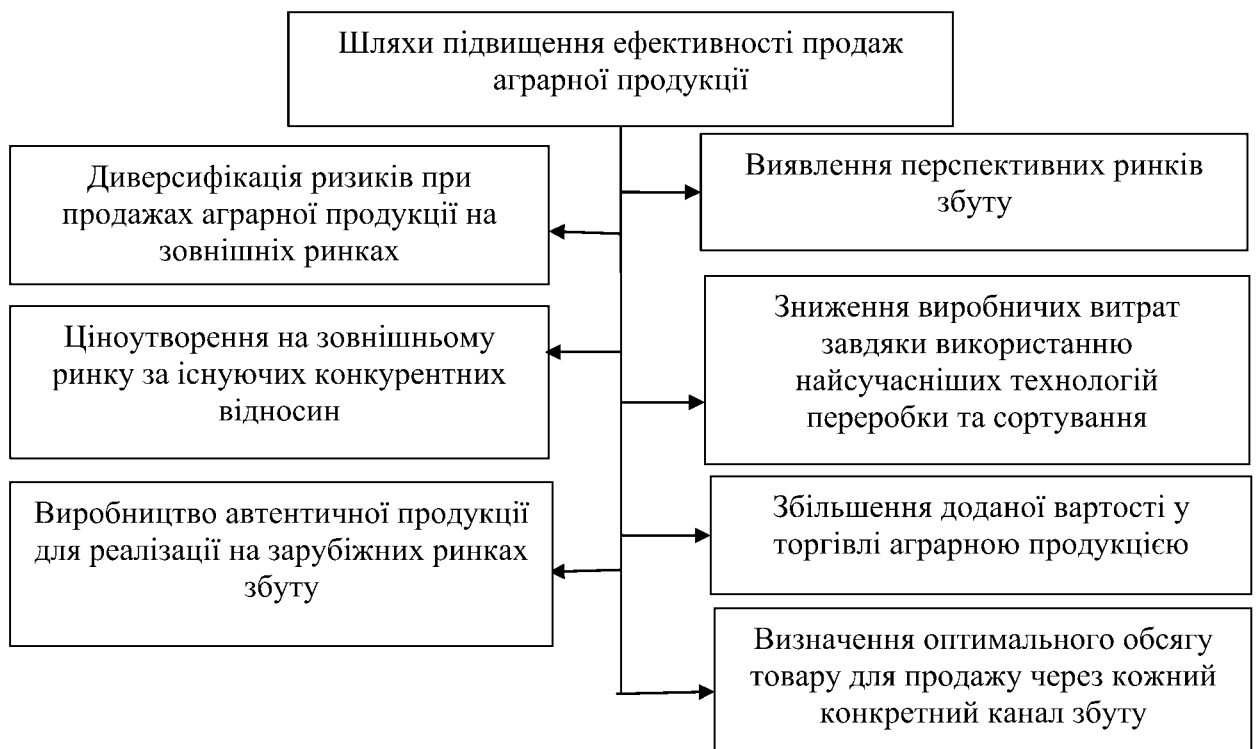 Шляхи підвищення ефективності продаж
аграрної продукції
Диверсифікація ризиків при
продажах аграрної продукції на
зовнішніх ринках
Виявлення перспективних ринків
збуту
Ціноутворення на зовнішньому
ринку за існуючих конкурентних
відносин
Зниження виробничих витрат
завдяки використанню
найсучасніших технологій
переробки та сортування
Виробництво автентичної продукції
для реалізації на зарубіжних ринках
збуту
Збільшення доданої вартості у
торгівлі аграрною продукцією
Визначення оптимального обсягу
товару для продажу через кожний
конкретний канал збуту